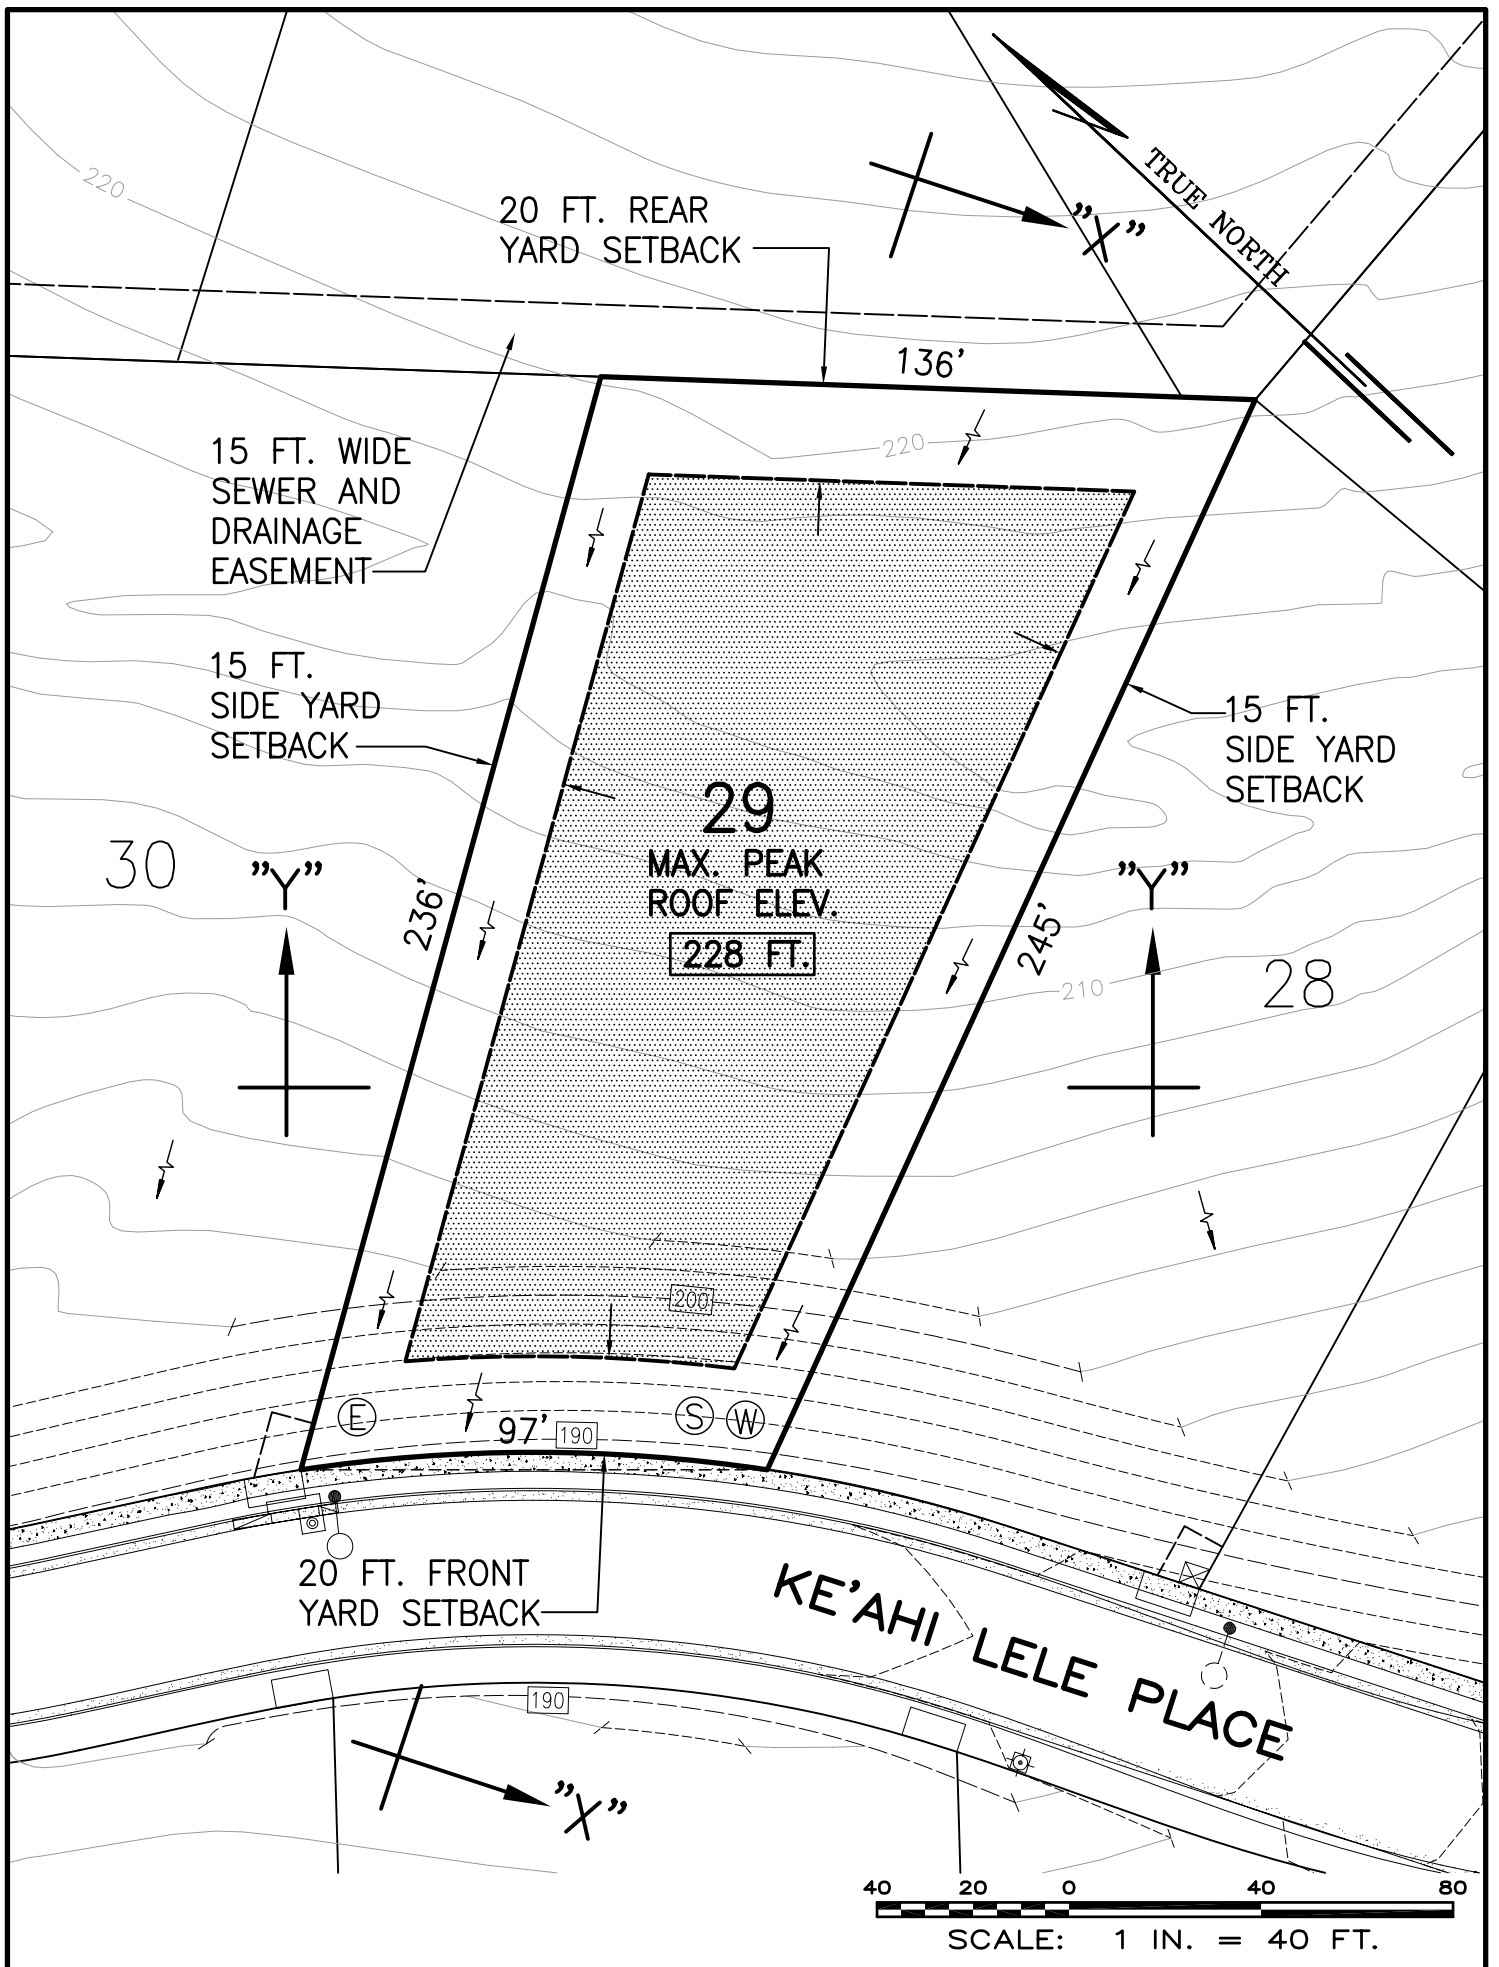 220
20 FT. REAR
YARD SETBACK
"X"
TRUE NORTH
136'
15 FT. WIDE
SEWER AND
DRAINAGE
EASEMENT
220
15 FT.
SIDE YARD
SETBACK
15 FT.
SIDE YARD
SETBACK
29
MAX. PEAK
ROOF ELEV.
228 FT.
30
"Y"
"Y"
236'
245'
210
28
200
E
S
W
97'
190
20 FT. FRONT
YARD SETBACK
KE'AHI LELE PLACE
190
"X"
40 20 0 40 80
SCALE: 1 IN. = 40 FT.